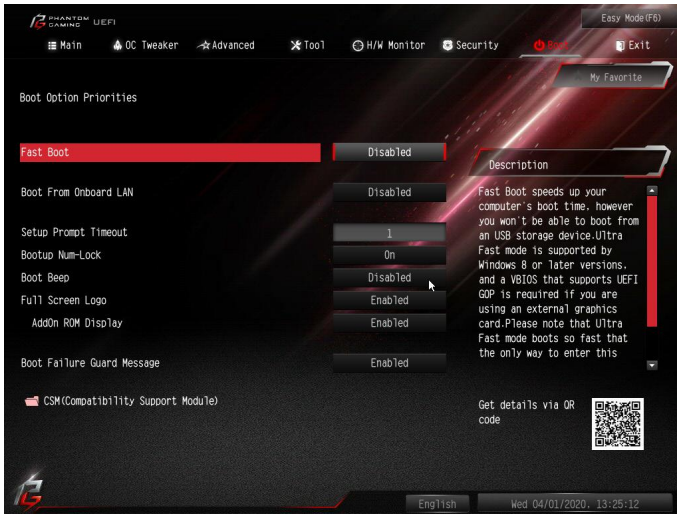 PHANTOM GAMING UEFI
Easy Mode(F6)
Main
OC Tweaker
Advanced
Tool
H/W Monitor
Security
Boot
Exit
My Favorite
Boot Option Priorities
Fast Boot
Disabled
Boot From Onboard LAN
Disabled
Setup Prompt Timeout
1
Bootup Num-Lock
On
Boot Beep
Disabled
Full Screen Logo
Enabled
AddOn ROM Display
Enabled
Boot Failure Guard Message
Enabled
CSM(Compatibility Support Module)
Description
Fast Boot speeds up your
computer's boot time, however
you won't be able to boot from
an USB storage device.Ultra
Fast mode is supported by
Windows 8 or later versions,
and a VBIOS that supports UEFI
GOP is required if you are
using an external graphics
card.Please note that Ultra
Fast mode boots so fast that
the only way to enter this
Get details via QR
code
English
Wed 04/01/2020, 13:25:12